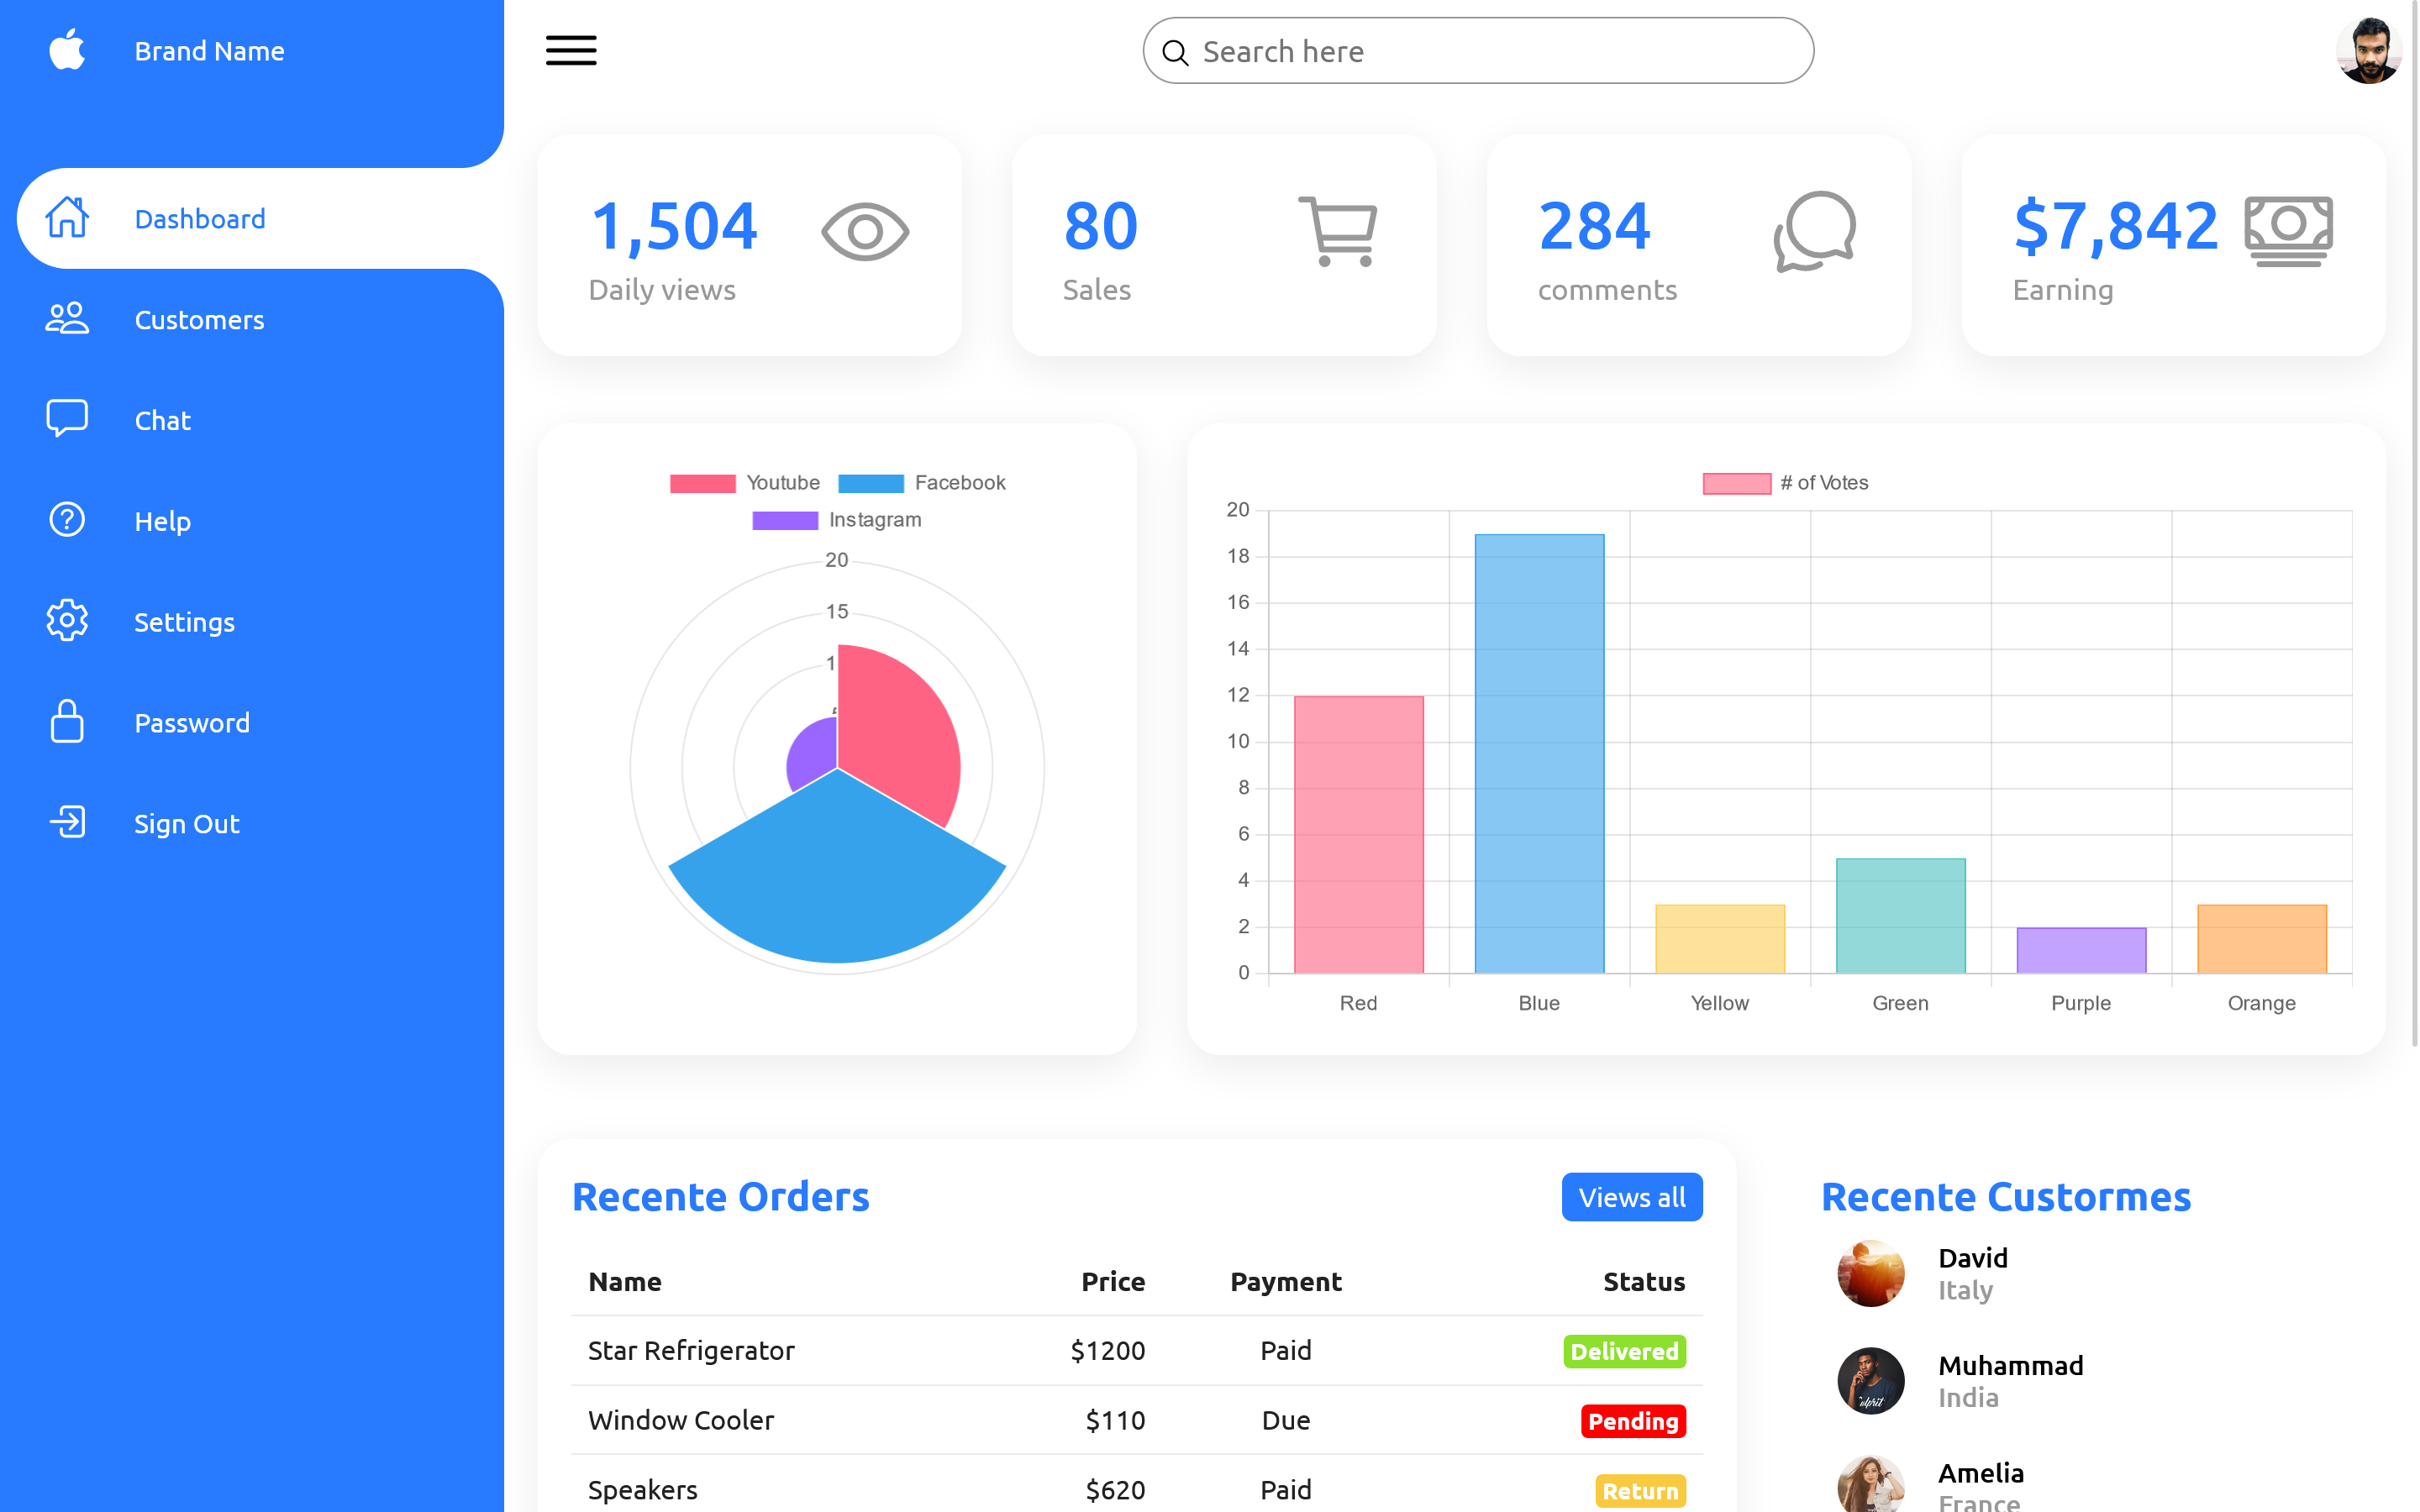 Brand Name
Dashboard
Customers
Chat
Help
Settings
Password
Sign Out
Search here
1,504
Daily views
80
Sales
284
comments
$7,842
Earning
Youtube Facebook
Instagram
20
15
# of Votes
20
18
16
14
12
10
8
6
4
2
0
Red Blue Yellow Green Purple Orange
Recente Orders Views all
Name Price Payment Status
Star Refrigerator $1200 Paid Delivered
Window Cooler $110 Due Pending
Speakers $620 Paid Return
Recente Custormes
David
Italy
Muhammad
India
Amelia
France